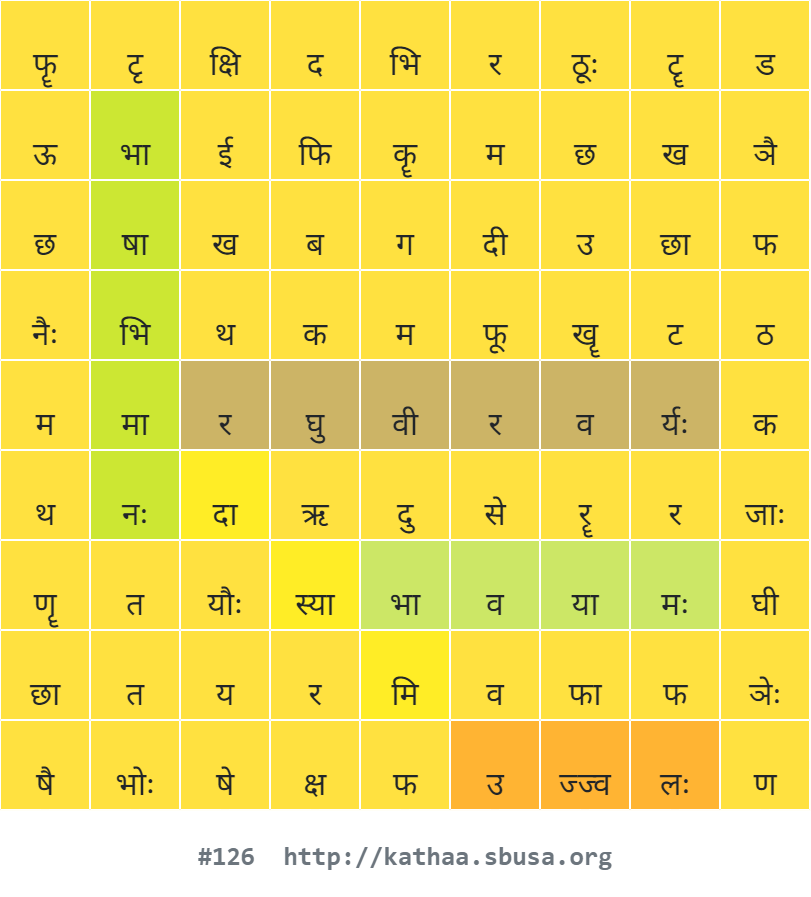 फॄ टृ क्षि द भि र ठूः टॄ ड
ऊ भा ई फि कॄ म छ ख ञै
छ षा ख ब ग दी उ छा फ
नैः भि थ क म फू खॄ ट ठ
म मा र घु वी र व र्यः क
थ नः दा ऋ दु से रॄ र जाः
णॄ त यौः स्या भा व या मः घी
छा त य र मि व फा फ ञेः
षै भोः षे क्ष फ उ ज्ज्व लः ण
#126 http://kathaa.sbusa.org